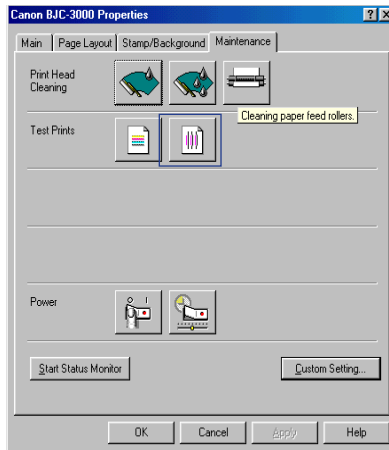 Canon BJC-3000 Properties
Main Page Layout Stamp/Background Maintenance
Print Head
Cleaning
Cleaning paper feed rollers.
Test Prints
Power
Start Status Monitor
Custom Setting...
OK Cancel Apply Help